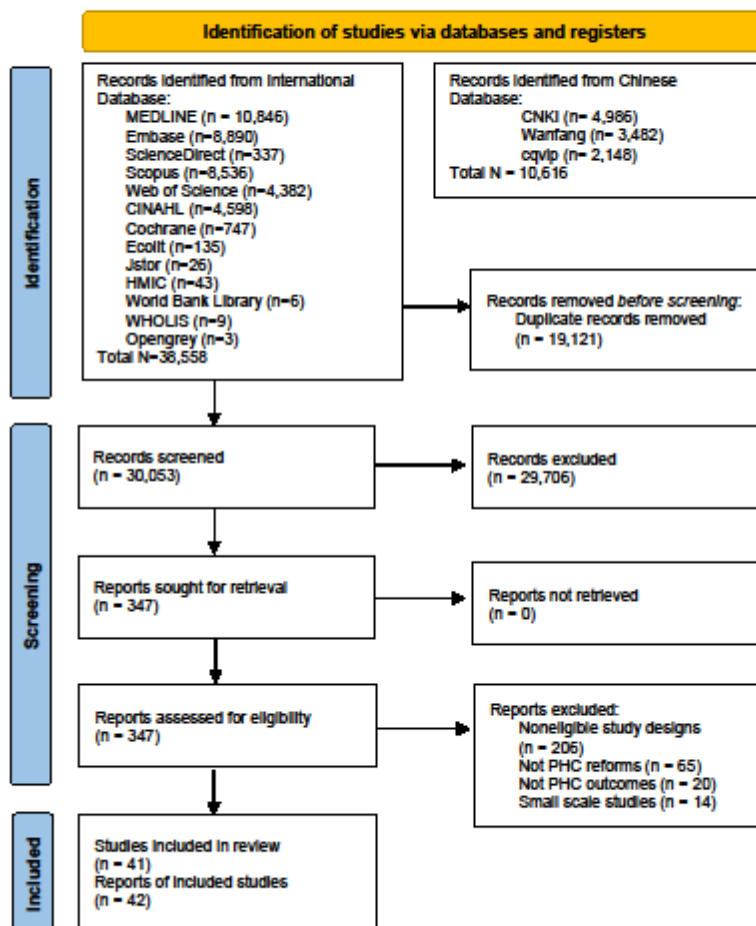 Identification of studies via databases and registers
Identification
Records identified from International
Database:
MEDLINE (n = 10,846)
Embase (n=8,890)
ScienceDirect (n=337)
Scopus (n=8,536)
Web of Science (n=4,382)
CINAHL (n=4,598)
Cochrane (n=747)
Ecolit (n=135)
Jstor (n=26)
HMIC (n=43)
World Bank Library (n=6)
WHOLIS (n=9)
Opengrey (n=3)
Total N=38,558
Records identified from Chinese
Database:
CNKI (n= 4,986)
Wanfang (n= 3,482)
cqvip (n= 2,148)
Total N = 10,616
Records removed before screening:
Duplicate records removed
(n = 19,121)
Screening
Records screened
(n = 30,053)
Records excluded
(n = 29,706)
Reports sought for retrieval
(n = 347)
Reports not retrieved
(n = 0)
Reports assessed for eligibility
(n = 347)
Reports excluded:
Noneligible study designs
(n = 206)
Not PHC reforms (n = 65)
Not PHC outcomes (n = 20)
Small scale studies (n = 14)
Included
Studies included in review
(n = 41)
Reports of included studies
(n = 42)